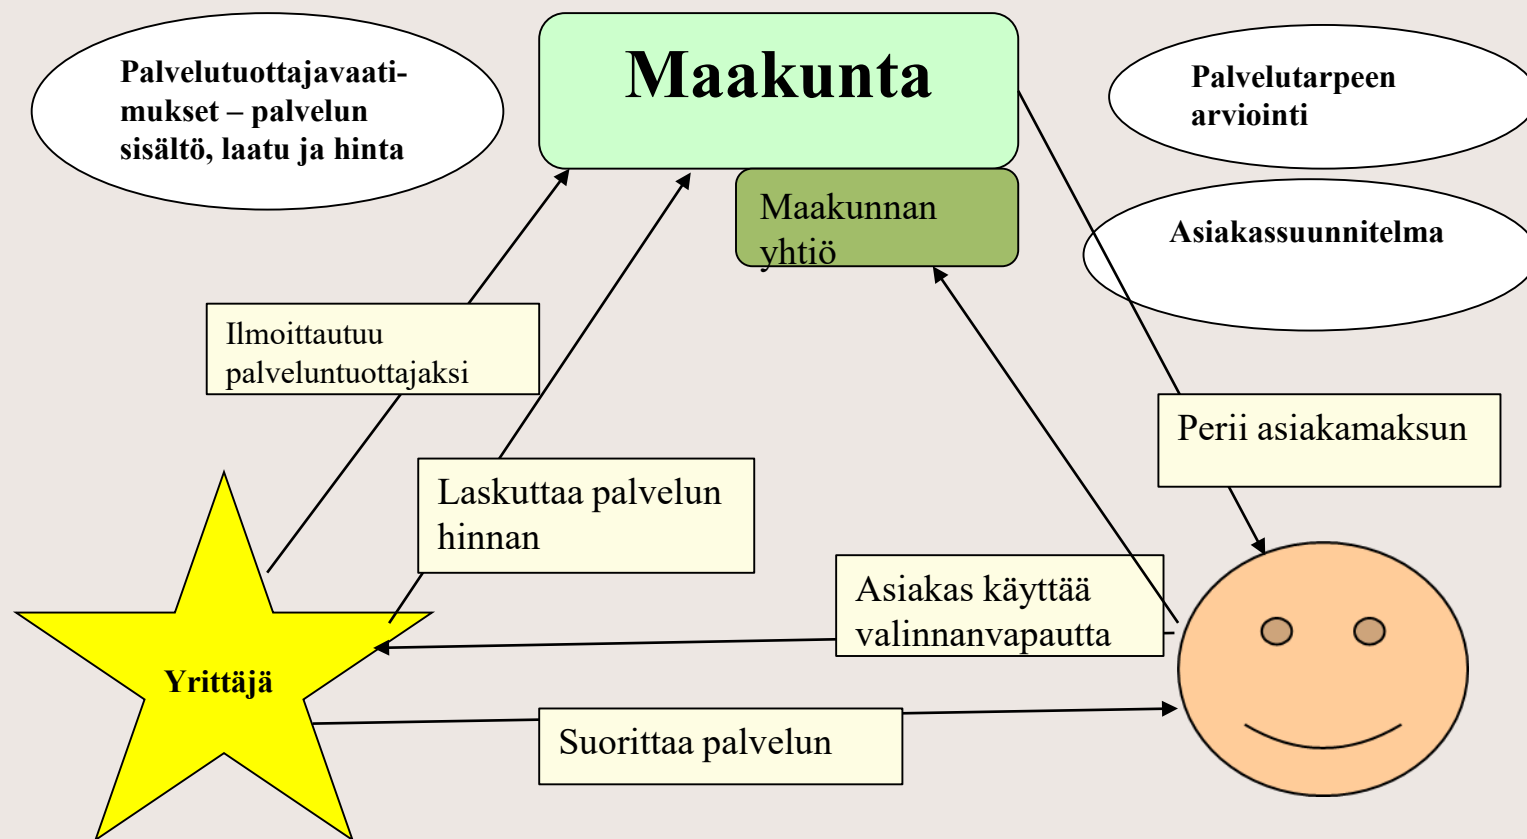 Palvelutuottajavaati-
mukset – palvelun
sisältö, laatu ja hinta
Maakunta
Palvelutarpeen
arviointi
Maakunnan
yhtiö
Asiakassuunnitelma
Ilmoittautuu
palveluntuottajaksi
Perii asiakamaksun
Laskuttaa palvelun
hinnan
Asiakas käyttää
valinnanvapautta
Yrittäjä
Suorittaa palvelun